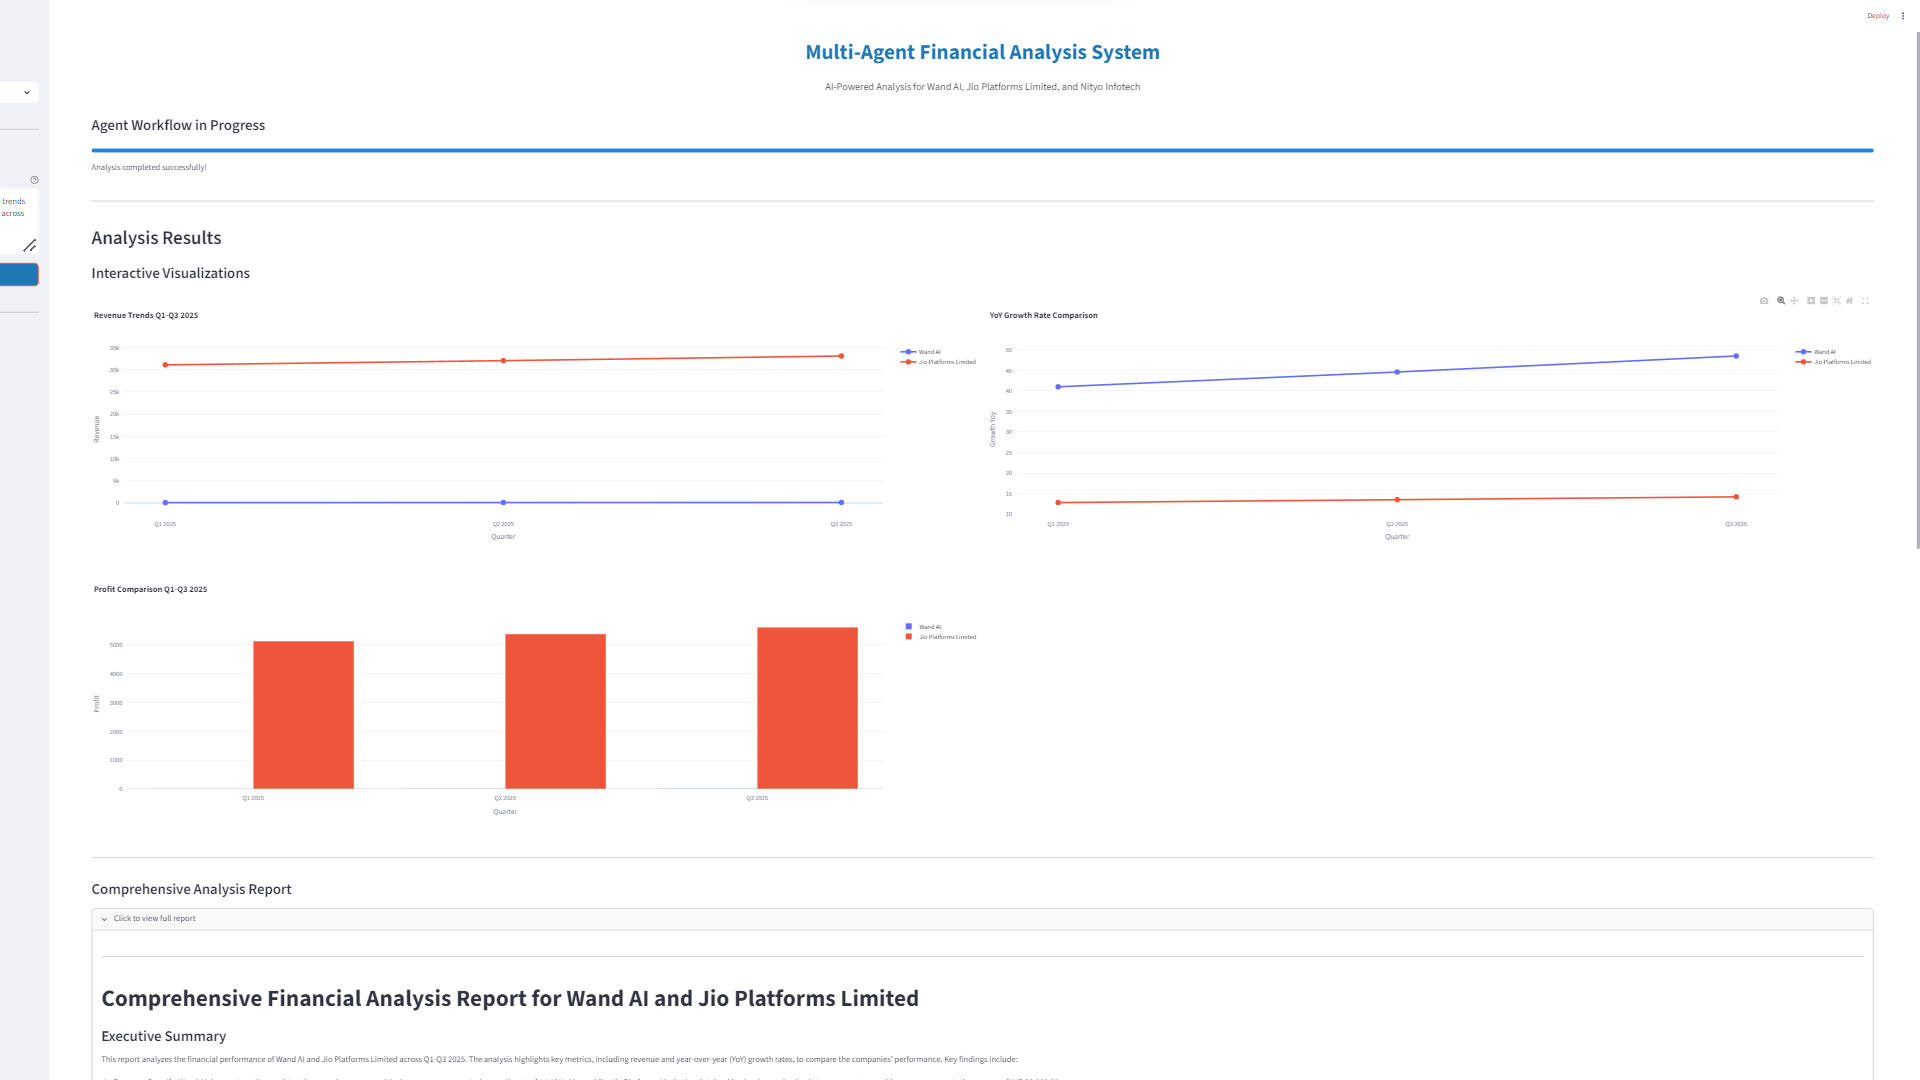 Deploy
Multi-Agent Financial Analysis System
AI-Powered Analysis for Wand AI, Jio Platforms Limited, and Nityo Infotech
Agent Workflow in Progress
Analysis completed successfully!
trends
across
Analysis Results
Interactive Visualizations
Revenue Trends Q1-Q3 2025
35k
30k
25k
20k
15k
10k
5k
0
Revenue
Q1 2025
Q2 2025
Q3 2025
Quarter
Wand AI
Jio Platforms Limited
YoY Growth Rate Comparison
50
45
40
35
30
25
20
15
10
Growth Yoy
Q1 2025
Q2 2025
Q3 2025
Quarter
Wand AI
Jio Platforms Limited
Profit Comparison Q1-Q3 2025
5000
4000
3000
2000
1000
0
Profit
Q1 2025
Q2 2025
Q3 2025
Quarter
Wand AI
Jio Platforms Limited
Comprehensive Analysis Report
Click to view full report
Comprehensive Financial Analysis Report for Wand AI and Jio Platforms Limited
Executive Summary
This report analyzes the financial performance of Wand AI and Jio Platforms Limited across Q1-Q3 2025. The analysis highlights key metrics, including revenue and year-over-year (YoY) growth rates, to compare the companies' performance. Key findings include: